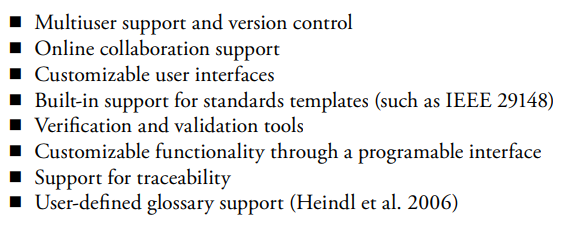 ■ Multiuser support and version control
■ Online collaboration support
■ Customizable user interfaces
■ Built-in support for standards templates (such as IEEE 29148)
■ Verification and validation tools
■ Customizable functionality through a programable interface
■ Support for traceability
■ User-defined glossary support (Heindl et al. 2006)